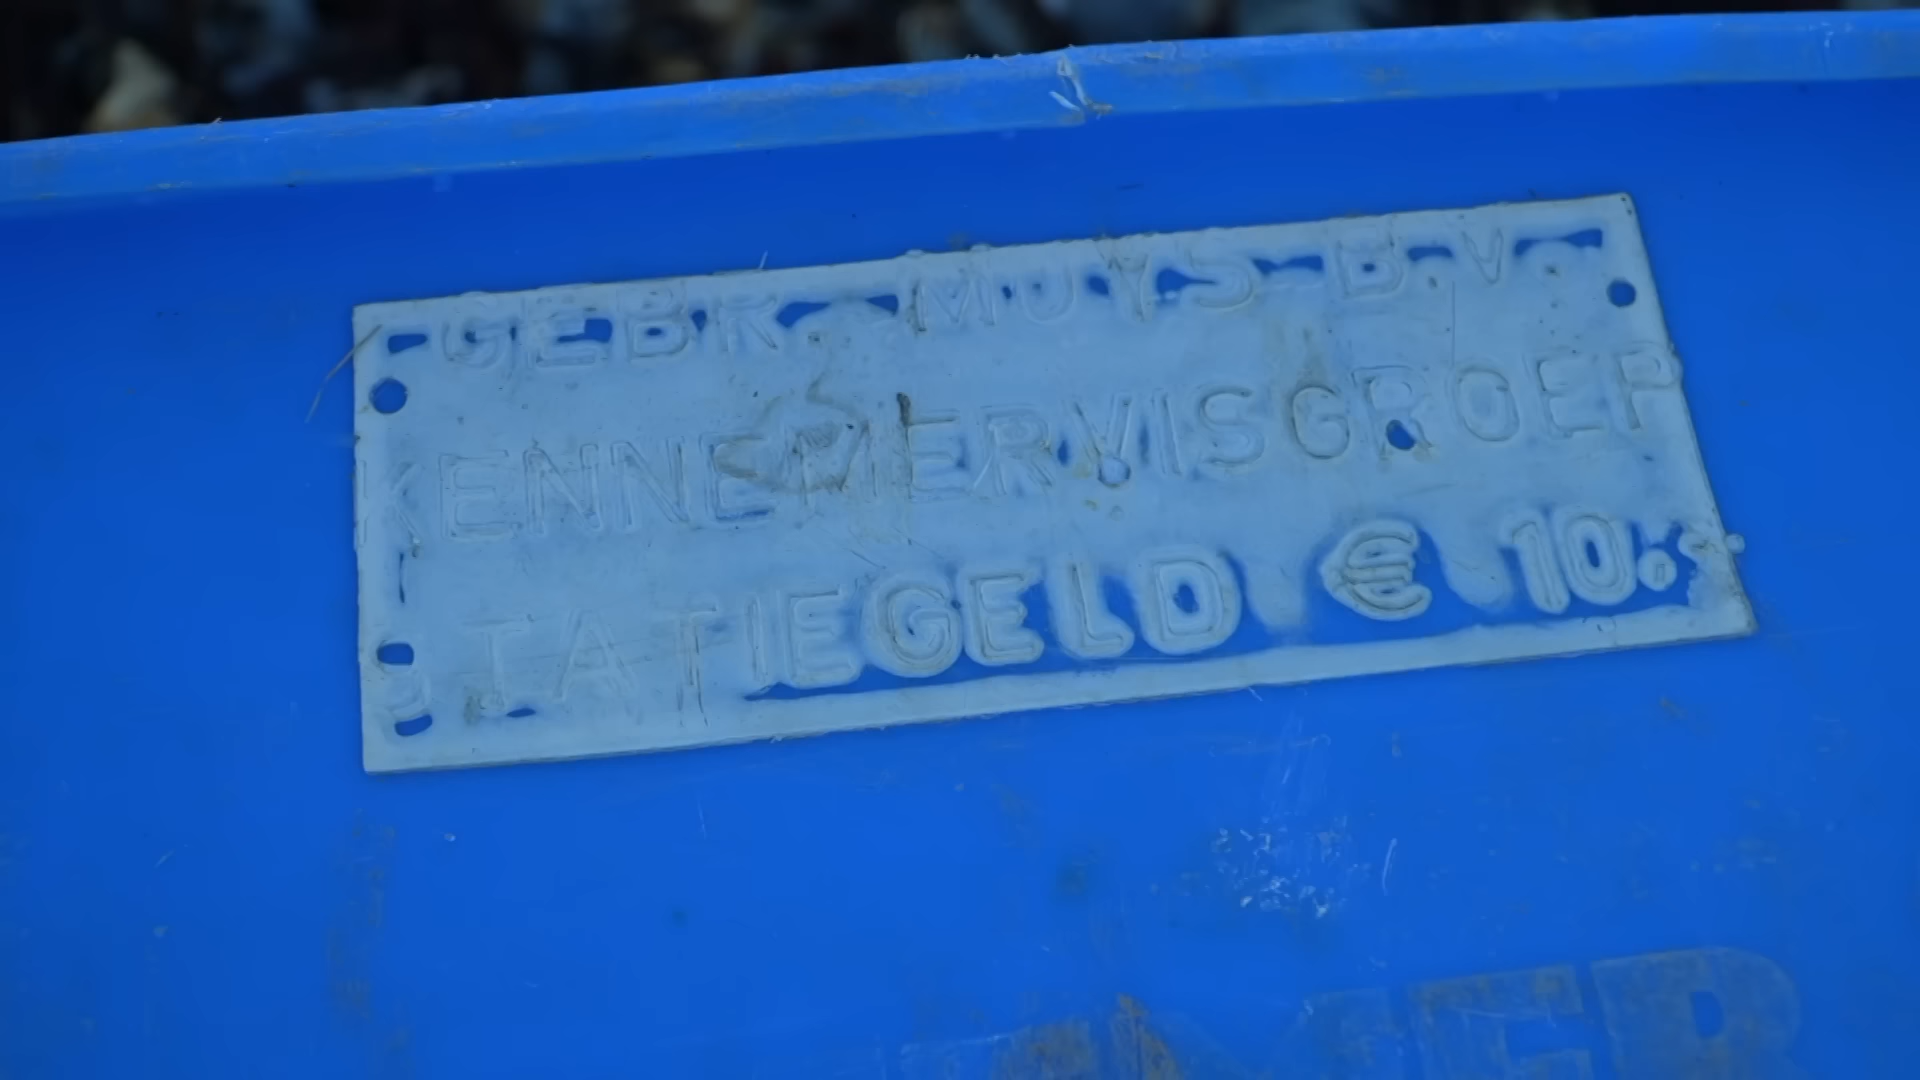 GEBR. MUYS B.V.
KENNEMERVISGROEP
STATIEGELD € 10.-